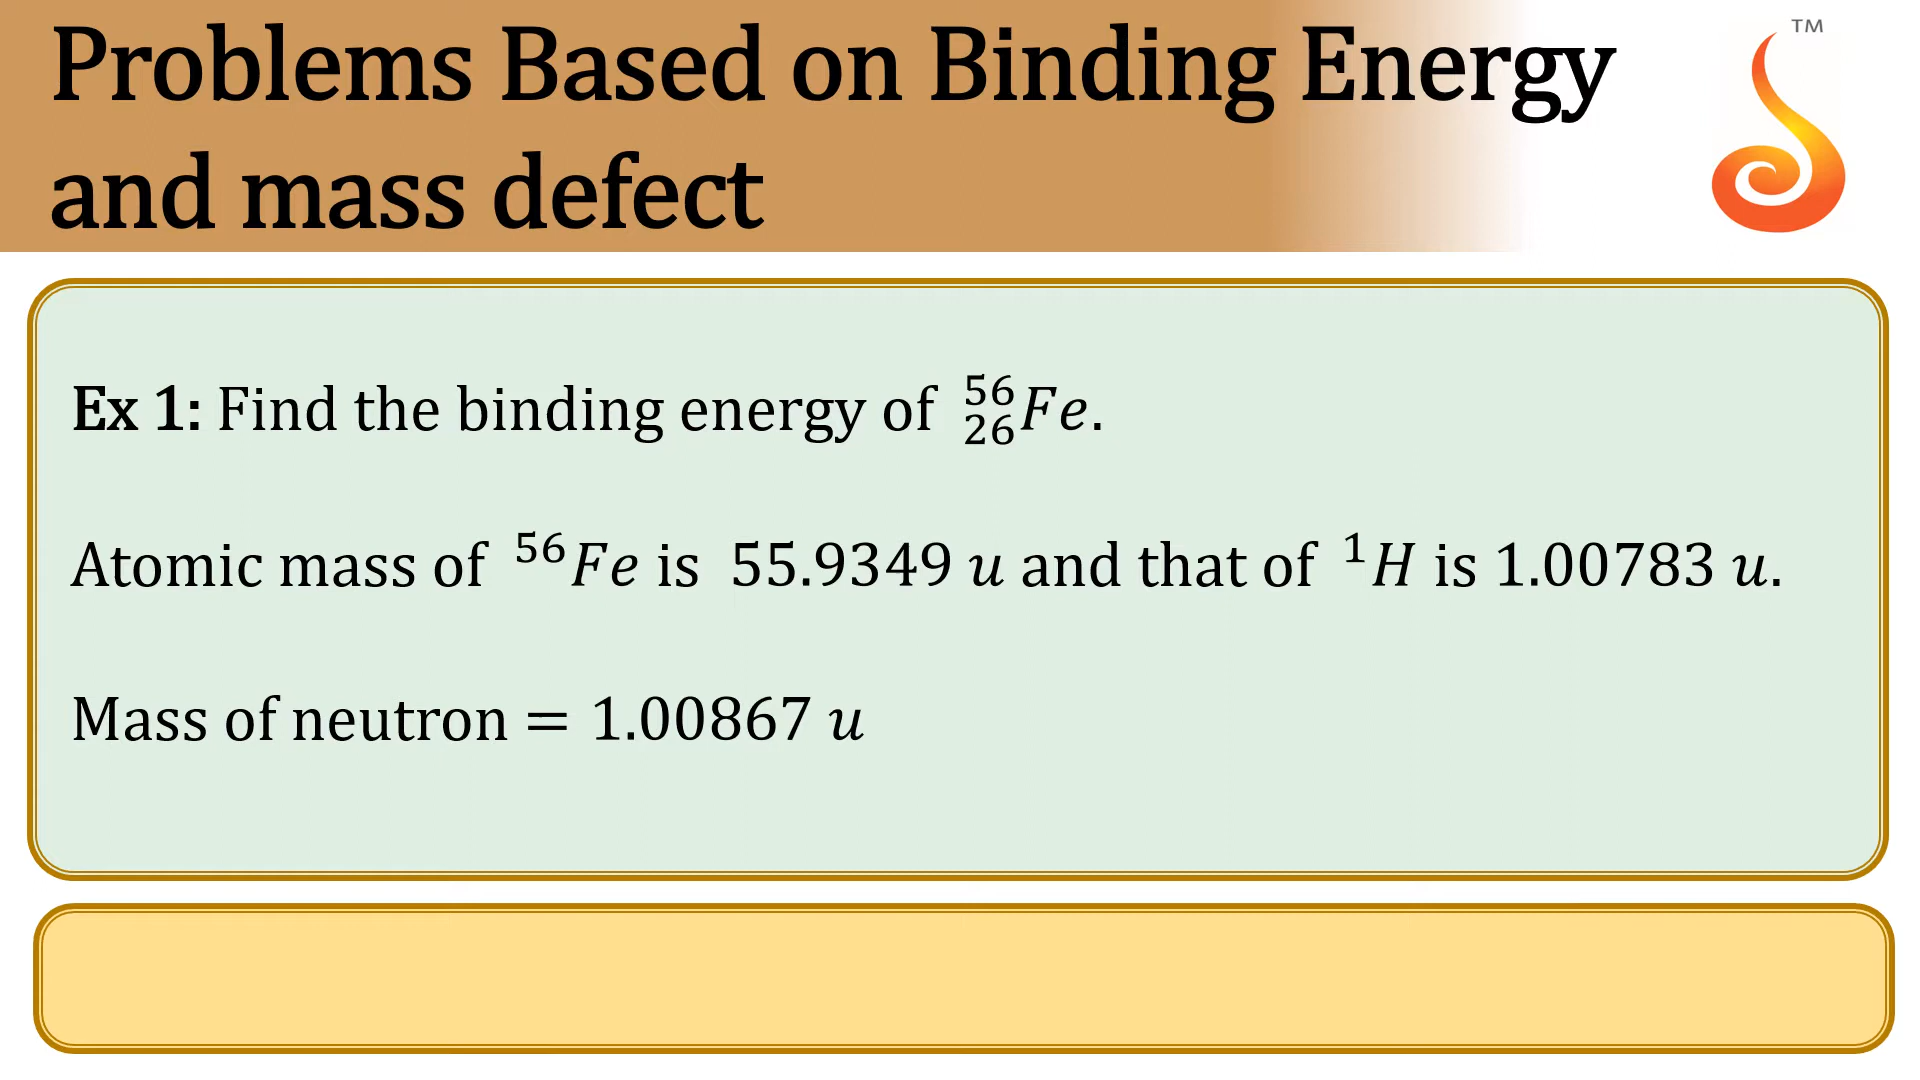 Problems Based on Binding Energy
and mass defect
TM
Ex 1: Find the binding energy of ⁵⁶₂₆Fe.
Atomic mass of ⁵⁶Fe is 55.9349 u and that of ¹H is 1.00783 u.
Mass of neutron = 1.00867 u